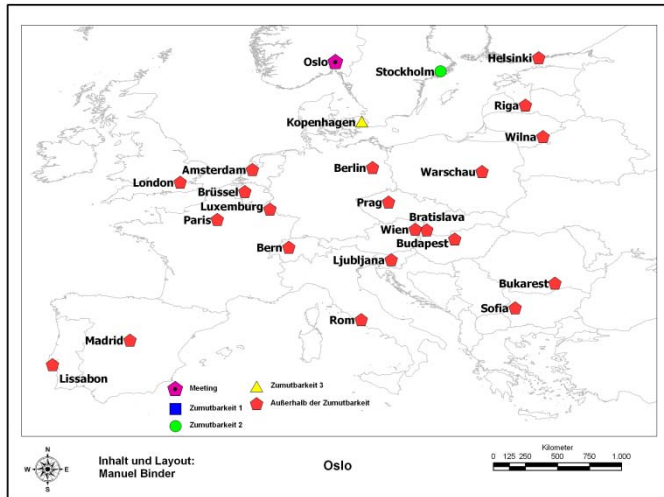 Oslo
Stockholm
Helsinki
Riga
Kopenhagen
Wilna
Amsterdam
Berlin
Warschau
London
Brüssel
Luxemburg
Prag
Paris
Bratislava
Wien
Budapest
Bern
Ljubljana
Bukarest
Sofia
Rom
Madrid
Lissabon
Meeting
Zumutbarkeit 1
Zumutbarkeit 2
Zumutbarkeit 3
Außerhalb der Zumutbarkeit
N
W E
S
Inhalt und Layout:
Manuel Binder
Oslo
Kilometer
0 125 250 500 750 1.000